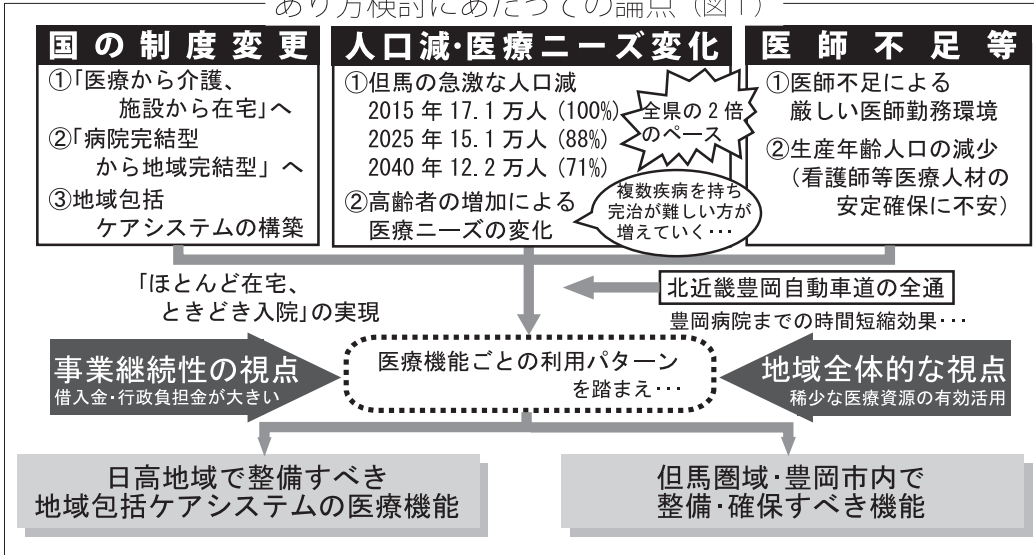 あり方検討にあたっての論点（図1）
国の制度変更
①「医療から介護、
施設から在宅」へ
②「病院完結型
から地域完結型」へ
③地域包括
ケアシステムの構築
人口減・医療ニーズ変化
①但馬の急激な人口減
2015年17.1万人（100%）
2025年15.1万人（88%）
2040年12.2万人（71%）
全県の2倍
のペース
②高齢者の増加による
医療ニーズの変化
複数疾病を持ち
完治が難しい方が
増えていく・・・
医師不足等
①医師不足による
厳しい医師勤務環境
②生産年齢人口の減少
（看護師等医療人材の
安定確保に不安）
「ほとんど在宅、
ときどき入院」の実現
北近畿豊岡自動車道の全通
豊岡病院までの時間短縮効果・・・
事業継続性の視点
借入金・行政負担金が大きい
医療機能ごとの利用パターン
を踏まえ・・・
地域全体的な視点
稀少な医療資源の有効活用
日高地域で整備すべき
地域包括ケアシステムの医療機能
但馬圏域・豊岡市内で
整備・確保すべき機能